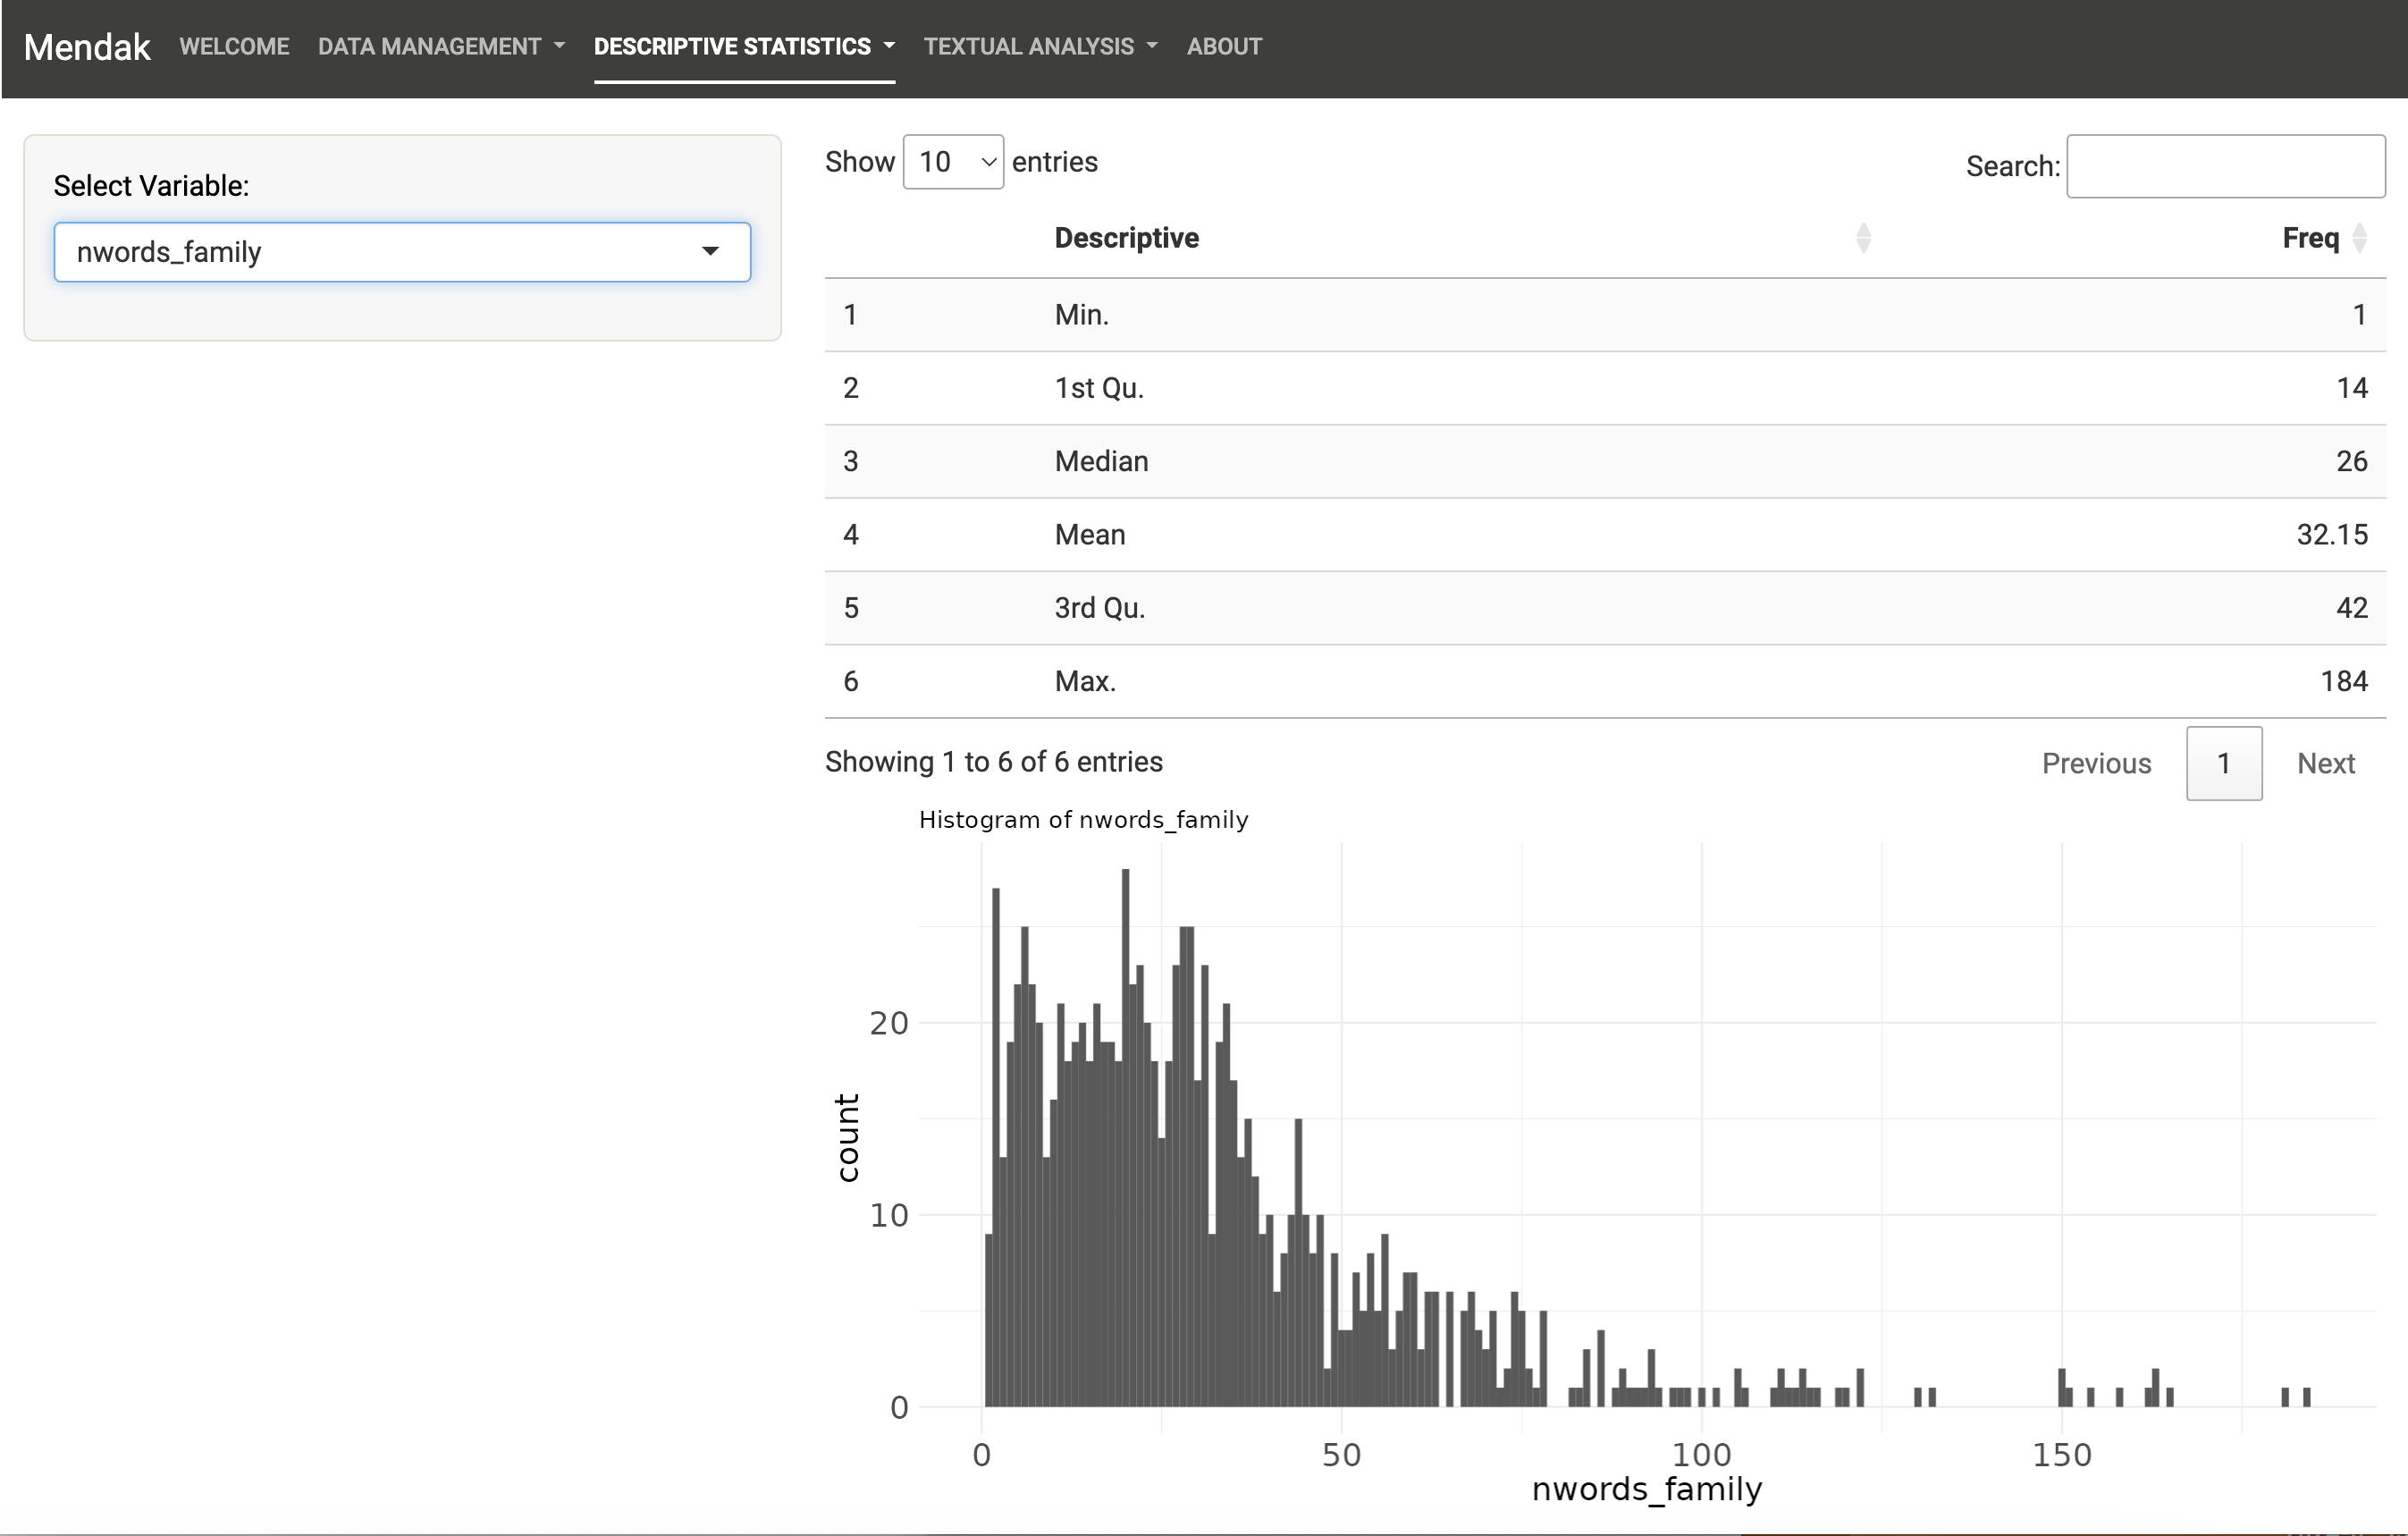 Mendak WELCOME DATA MANAGEMENT DESCRIPTIVE STATISTICS TEXTUAL ANALYSIS ABOUT
Select Variable:
nwords_family
Show 10 entries
Search:
Descriptive Freq
1 Min. 1
2 1st Qu. 14
3 Median 26
4 Mean 32.15
5 3rd Qu. 42
6 Max. 184
Showing 1 to 6 of 6 entries
Previous 1 Next
Histogram of nwords_family
20
10
0
count
0 50 100 150
nwords_family